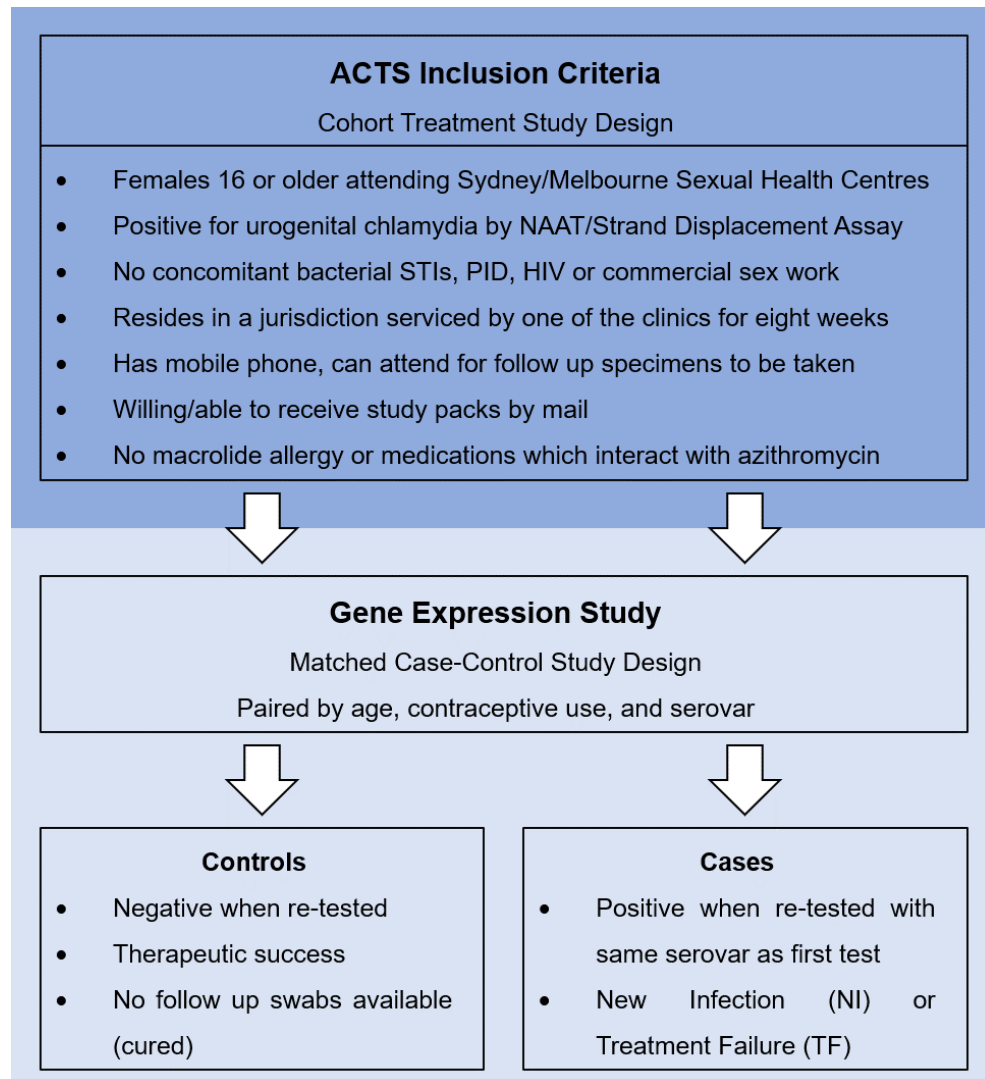 ACTS Inclusion Criteria
Cohort Treatment Study Design
• Females 16 or older attending Sydney/Melbourne Sexual Health Centres
• Positive for urogenital chlamydia by NAAT/Strand Displacement Assay
• No concomitant bacterial STIs, PID, HIV or commercial sex work
• Resides in a jurisdiction serviced by one of the clinics for eight weeks
• Has mobile phone, can attend for follow up specimens to be taken
• Willing/able to receive study packs by mail
• No macrolide allergy or medications which interact with azithromycin
Gene Expression Study
Matched Case-Control Study Design
Paired by age, contraceptive use, and serovar
Controls
• Negative when re-tested
• Therapeutic success
• No follow up swabs available
(cured)
Cases
• Positive when re-tested with
same serovar as first test
• New Infection (NI) or
Treatment Failure (TF)